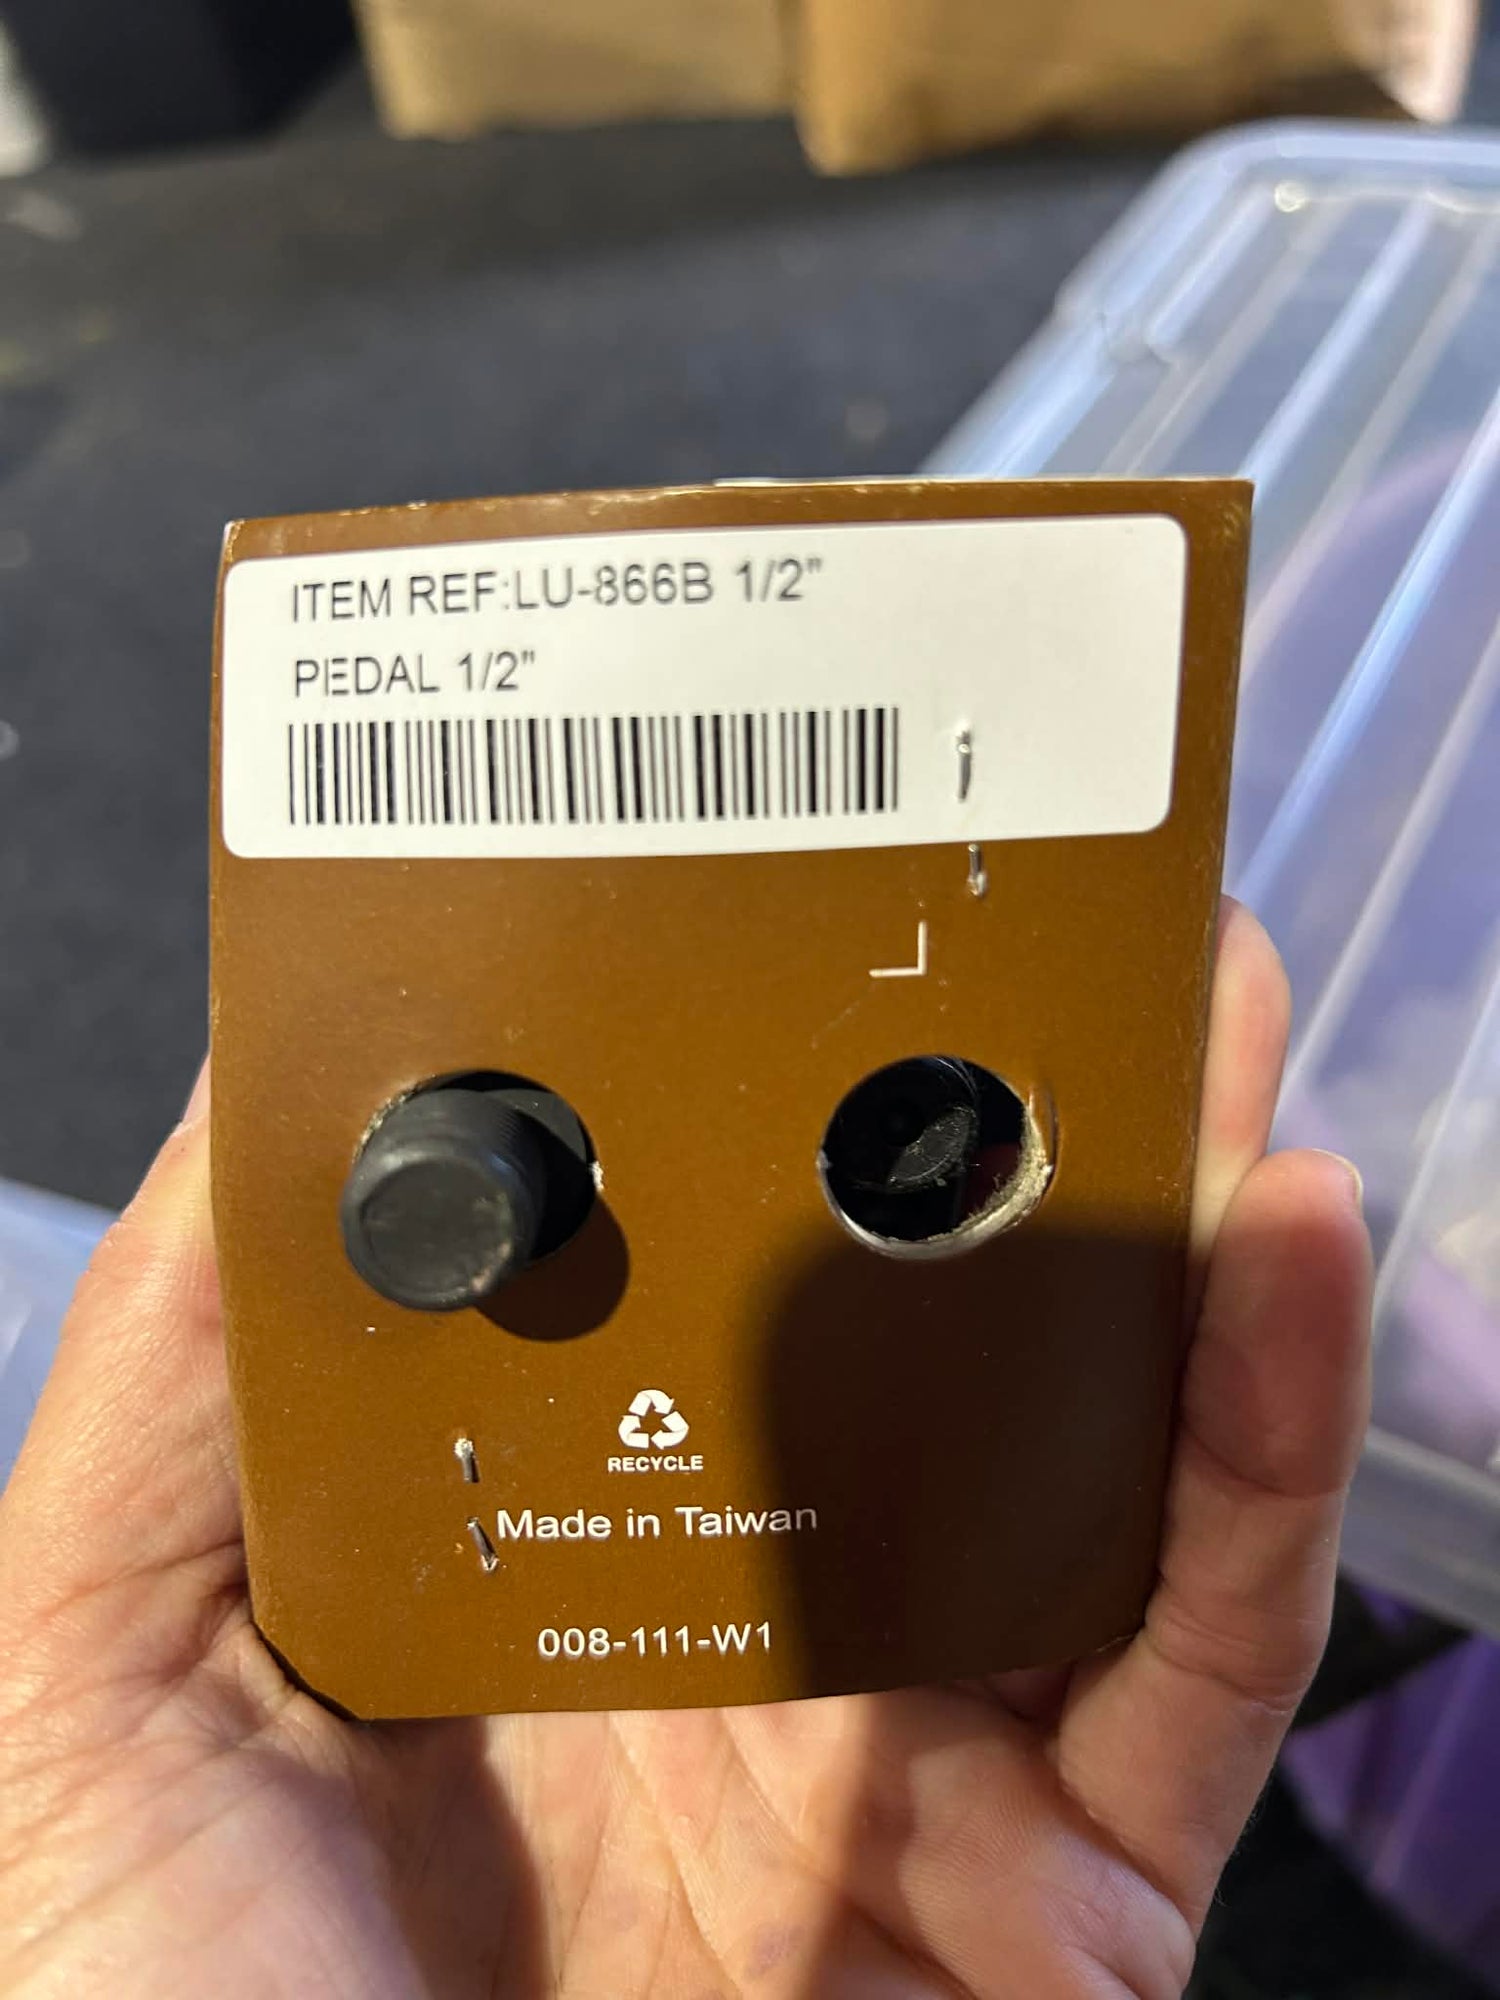 ITEM REF:LU-866B 1/2"
PEDAL 1/2"
RECYCLE
Made in Taiwan
008-111-W1